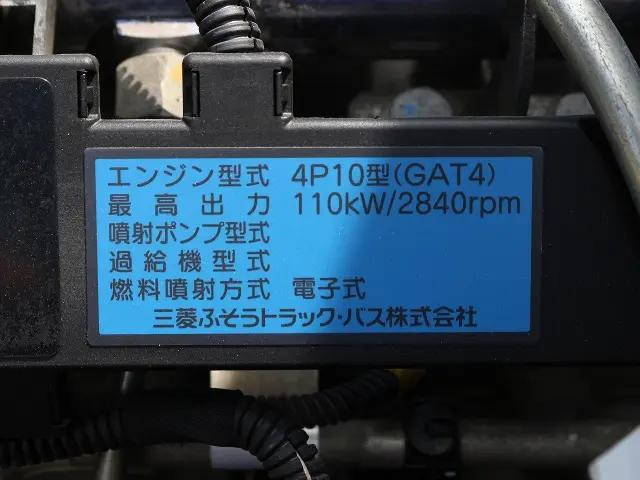 エンジン型式 4P10型(GAT4)
最高出力 110kW/2840rpm
噴射ポンプ型式
過給機型式
燃料噴射方式 電子式
三菱ふそうトラック・バス株式会社